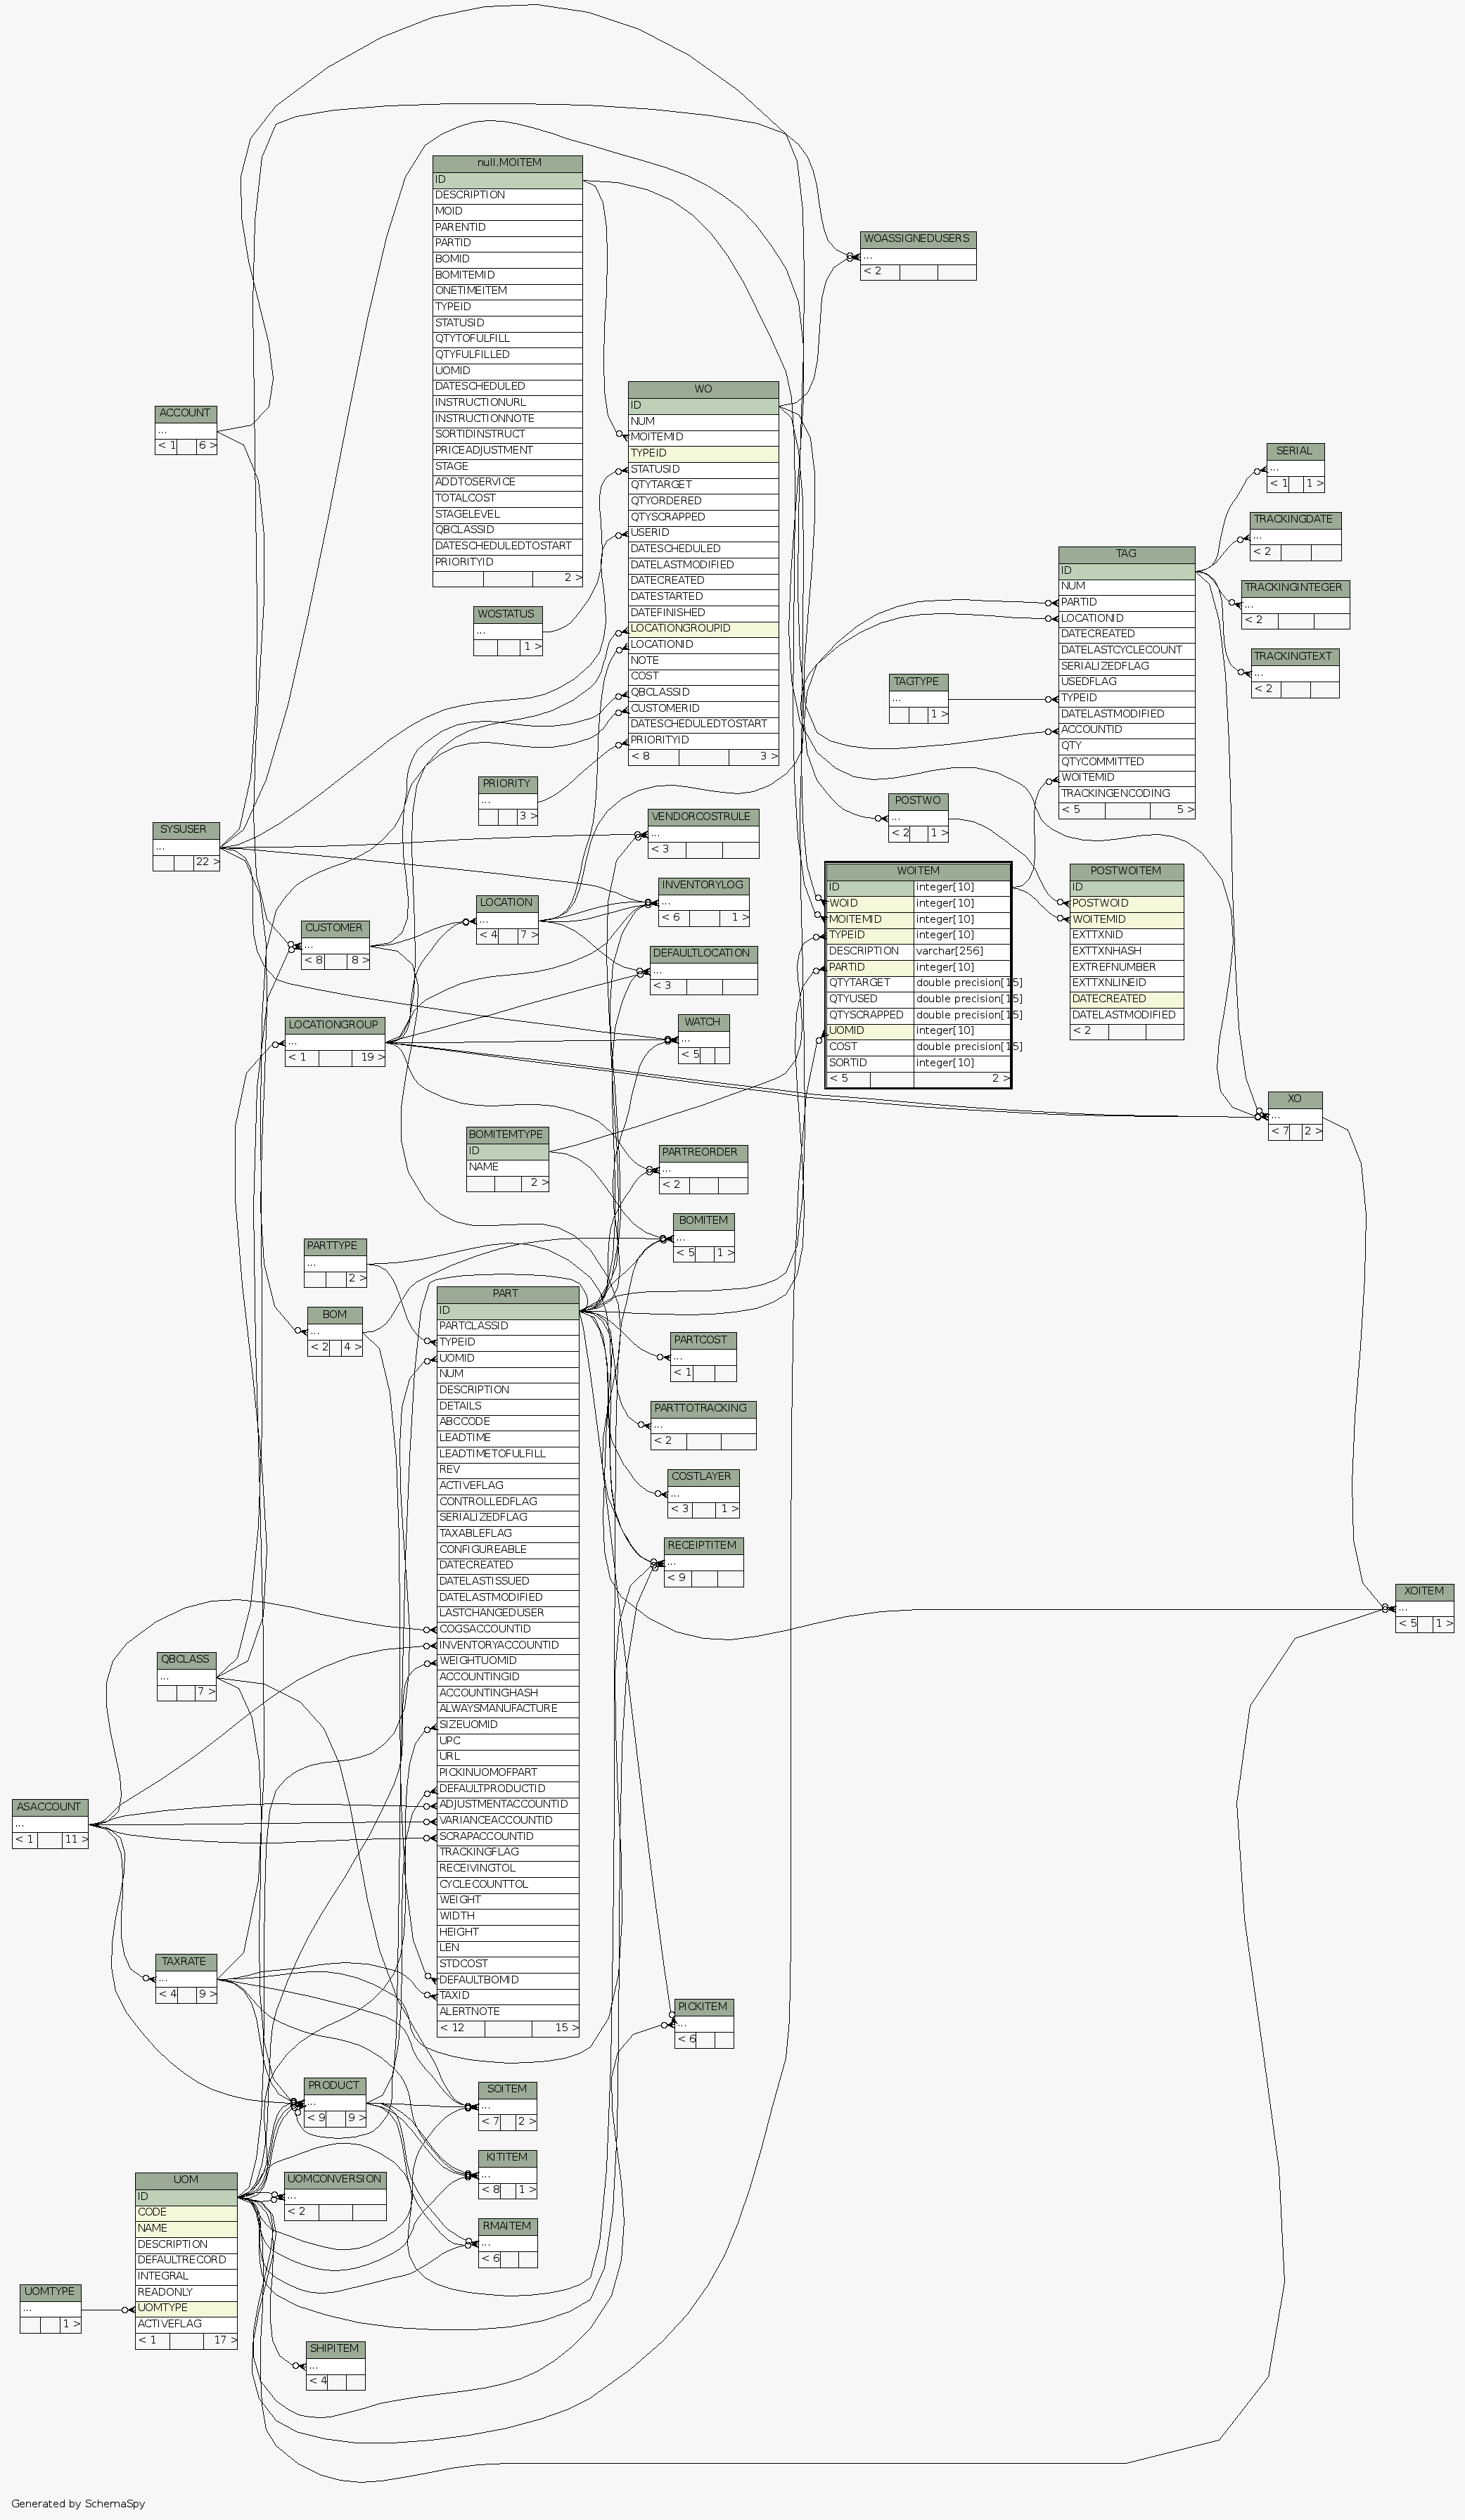 null.MOITEM
ID
DESCRIPTION
MOID
PARENTID
PARTID
BOMID
BOMITEMID
ONETIMEITEM
TYPEID
STATUSID
QTYTOFULFILL
QTYFULFILLED
UOMID
DATESCHEDULED
INSTRUCTIONURL
INSTRUCTIONNOTE
SORTIDINSTRUCT
PRICEADJUSTMENT
STAGE
ADDTOSERVICE
TOTALCOST
STAGELEVEL
QBCLASSID
DATESCHEDULEDTOSTART
PRIORITYID
2 >
WOASSIGNEDUSERS
...
< 2
WO
ID
NUM
MOITEMID
TYPEID
STATUSID
QTYTARGET
QTYORDERED
QTYSCRAPPED
USERID
DATESCHEDULED
DATELASTMODIFIED
DATECREATED
DATESTARTED
DATEFINISHED
LOCATIONGROUPID
LOCATIONID
NOTE
COST
QBCLASSID
CUSTOMERID
DATESCHEDULEDTOSTART
PRIORITYID
< 8 3 >
ACCOUNT
...
< 1 6 >
SERIAL
...
< 1 1 >
TRACKINGDATE
...
< 2
TRACKINGINTEGER
...
< 2
TRACKINGTEXT
...
< 2
TAG
ID
NUM
PARTID
LOCATIONID
DATECREATED
DATELASTCYCLECOUNT
SERIALIZEDFLAG
USEDFLAG
TYPEID
DATELASTMODIFIED
ACCOUNTID
QTY
QTYCOMMITTED
WOITEMID
TRACKINGENCODING
< 5 5 >
WOSTATUS
...
1 >
TAGTYPE
...
1 >
PRIORITY
...
3 >
POSTWO
...
< 2 1 >
SYSUSER
...
22 >
VENDORCOSTRULE
...
< 3
INVENTORYLOG
...
< 6 1 >
LOCATION
...
< 4 7 >
CUSTOMER
...
< 8 8 >
DEFAULTLOCATION
...
< 3
LOCATIONGROUP
...
< 1 19 >
WATCH
...
< 5
WOITEM
ID integer[10]
WOID integer[10]
MOITEMID integer[10]
TYPEID integer[10]
DESCRIPTION varchar[256]
PARTID integer[10]
QTYTARGET double precision[15]
QTYUSED double precision[15]
QTYSCRAPPED double precision[15]
UOMID integer[10]
COST double precision[15]
SORTID integer[10]
< 5 2 >
POSTWOITEM
ID
POSTWOID
WOITEMID
EXTTXNID
EXTTXNHASH
EXTREFNUMBER
EXTTXNLINEID
DATECREATED
DATELASTMODIFIED
< 2
XO
...
< 7 2 >
BOMITEMTYPE
ID
NAME
2 >
PARTREORDER
...
< 2
BOMITEM
...
< 5 1 >
PARTTYPE
...
2 >
BOM
...
< 2 4 >
PART
ID
PARTCLASSID
TYPEID
UOMID
NUM
DESCRIPTION
DETAILS
ABCCODE
LEADTIME
LEADTIMETOFULFILL
REV
ACTIVEFLAG
CONTROLLEDFLAG
SERIALIZEDFLAG
TAXABLEFLAG
CONFIGUREABLE
DATECREATED
DATELASTISSUED
DATELASTMODIFIED
LASTCHANGEDUSER
COGSACCOUNTID
INVENTORYACCOUNTID
WEIGHTUOMID
ACCOUNTINGID
ACCOUNTINGHASH
ALWAYSMANUFACTURE
SIZEUOMID
UPC
URL
PICKINUOMOFPART
DEFAULTPRODUCTID
ADJUSTMENTACCOUNTID
VARIANCEACCOUNTID
SCRAPACCOUNTID
TRACKINGFLAG
RECEIVINGTOL
CYCLECOUNTTOL
WEIGHT
WIDTH
HEIGHT
LEN
STDCOST
DEFAULTBOMID
TAXID
ALERTNOTE
< 12 15 >
PARTCOST
...
< 1
PARTTOTRACKING
...
< 2
COSTLAYER
...
< 3 1 >
RECEIPTITEM
...
< 9
XOITEM
...
< 5 1 >
QBCLASS
...
7 >
ASACCOUNT
...
< 1 11 >
TAXRATE
...
< 4 9 >
PICKITEM
...
< 6
PRODUCT
...
< 9 9 >
SOITEM
...
< 7 2 >
KITITEM
...
< 8 1 >
RMAITEM
...
< 6
UOM
ID
CODE
NAME
DESCRIPTION
DEFAULTRECORD
INTEGRAL
READONLY
UOMTYPE
ACTIVEFLAG
< 1 17 >
UOMCONVERSION
...
< 2
UOMTYPE
...
1 >
SHIPITEM
...
< 4
Generated by SchemaSpy